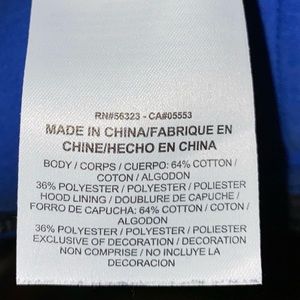 RN#56323 - CA#05553
MADE IN CHINA/FABRIQUE EN
CHINE/HECHO EN CHINA
BODY / CORPS / CUERPO: 64% COTTON /
COTON / ALGODON
36% POLYESTER / POLYESTER / POLIESTER
HOOD LINING / DOUBLURE DE CAPUCHE /
FORRO DE CAPUCHA: 64% COTTON / COTON /
ALGODON
36% POLYESTER / POLYESTER / POLIESTER
EXCLUSIVE OF DECORATION / DECORATION
NON COMPRISE / NO INCLUYE LA
DECORACION